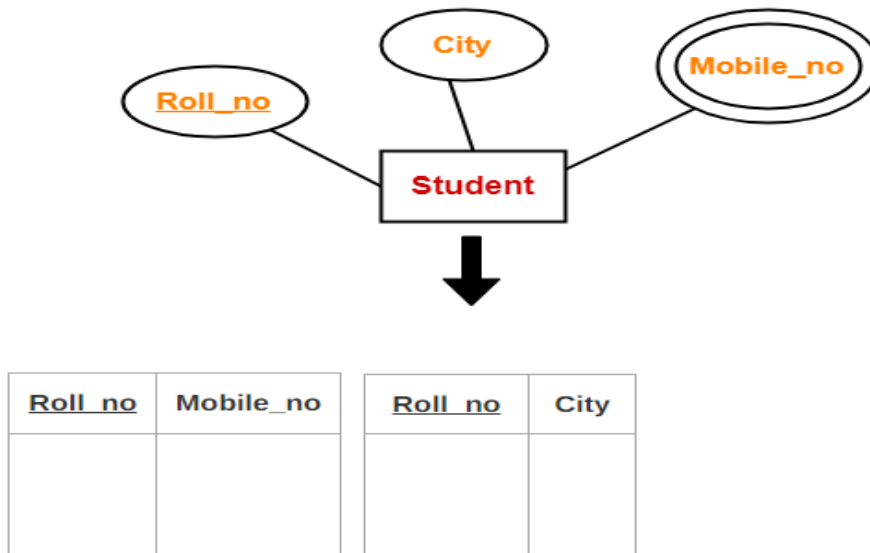 City
Mobile_no
Roll_no
Student
Roll_no Mobile_no
Roll_no City